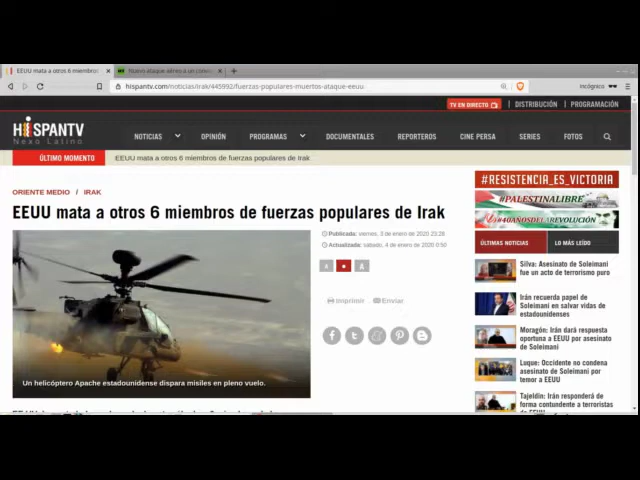 EEUU mata a otros 6 miembros
Nuevo ataque aéreo a un
hispantv.com/noticias/irak/445992/fuerzas-populares-muertos-ataque-eeuu
Incógnico
TV EN DIRECTO
DISTRIBUCIÓN
PROGRAMACIÓN
HISPANTV
Nexo Latino
NOTICIAS
OPINIÓN
PROGRAMAS
DOCUMENTALES
REPORTEROS
CINE PERSA
SERIES
FOTOS
ÚLTIMO MOMENTO
EEUU mata a otros 6 miembros de fuerzas populares de Irak
ORIENTE MEDIO / IRAK
EEUU mata a otros 6 miembros de fuerzas populares de Irak
Publicada: viernes, 3 de enero de 2020 23:28
Actualizada: sábado, 4 de enero de 2020 0:50
Imprimir
Enviar
Un helicóptero Apache estadounidense dispara misiles en pleno vuelo.
#RESISTENCIA_ES_VICTORIA
#PALESTINALIBRE
#40AÑOSDELAREVOLUCIÓN
ÚLTIMAS NOTICIAS
LO MÁS LEÍDO
Silva: Asesinato de Soleimani
fue un acto de terrorismo puro
Irán recuerda papel de
Soleimani en salvar vidas de
estadounidenses
Moragón: Irán dará respuesta
oportuna a EEUU por asesinato
de Soleimani
Luque: Occidente no condena
asesinato de Soleimani por
temor a EEUU
Tajeldín: Irán responderá de
forma contundente a terroristas